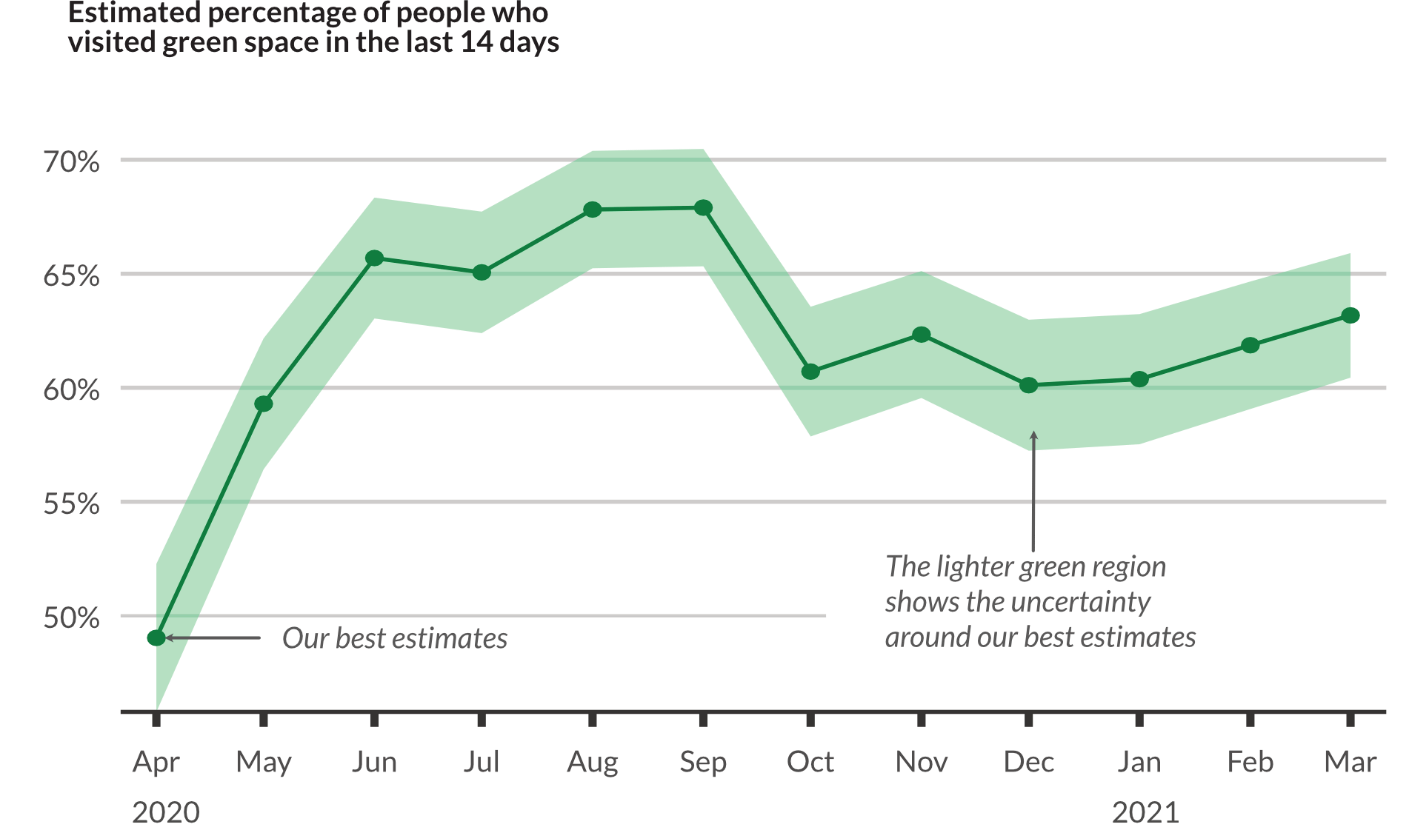 Estimated percentage of people who
visited green space in the last 14 days
70%
65%
60%
55%
50%
Our best estimates
The lighter green region
shows the uncertainty
around our best estimates
Apr May Jun Jul Aug Sep Oct Nov Dec Jan Feb Mar
2020 2021